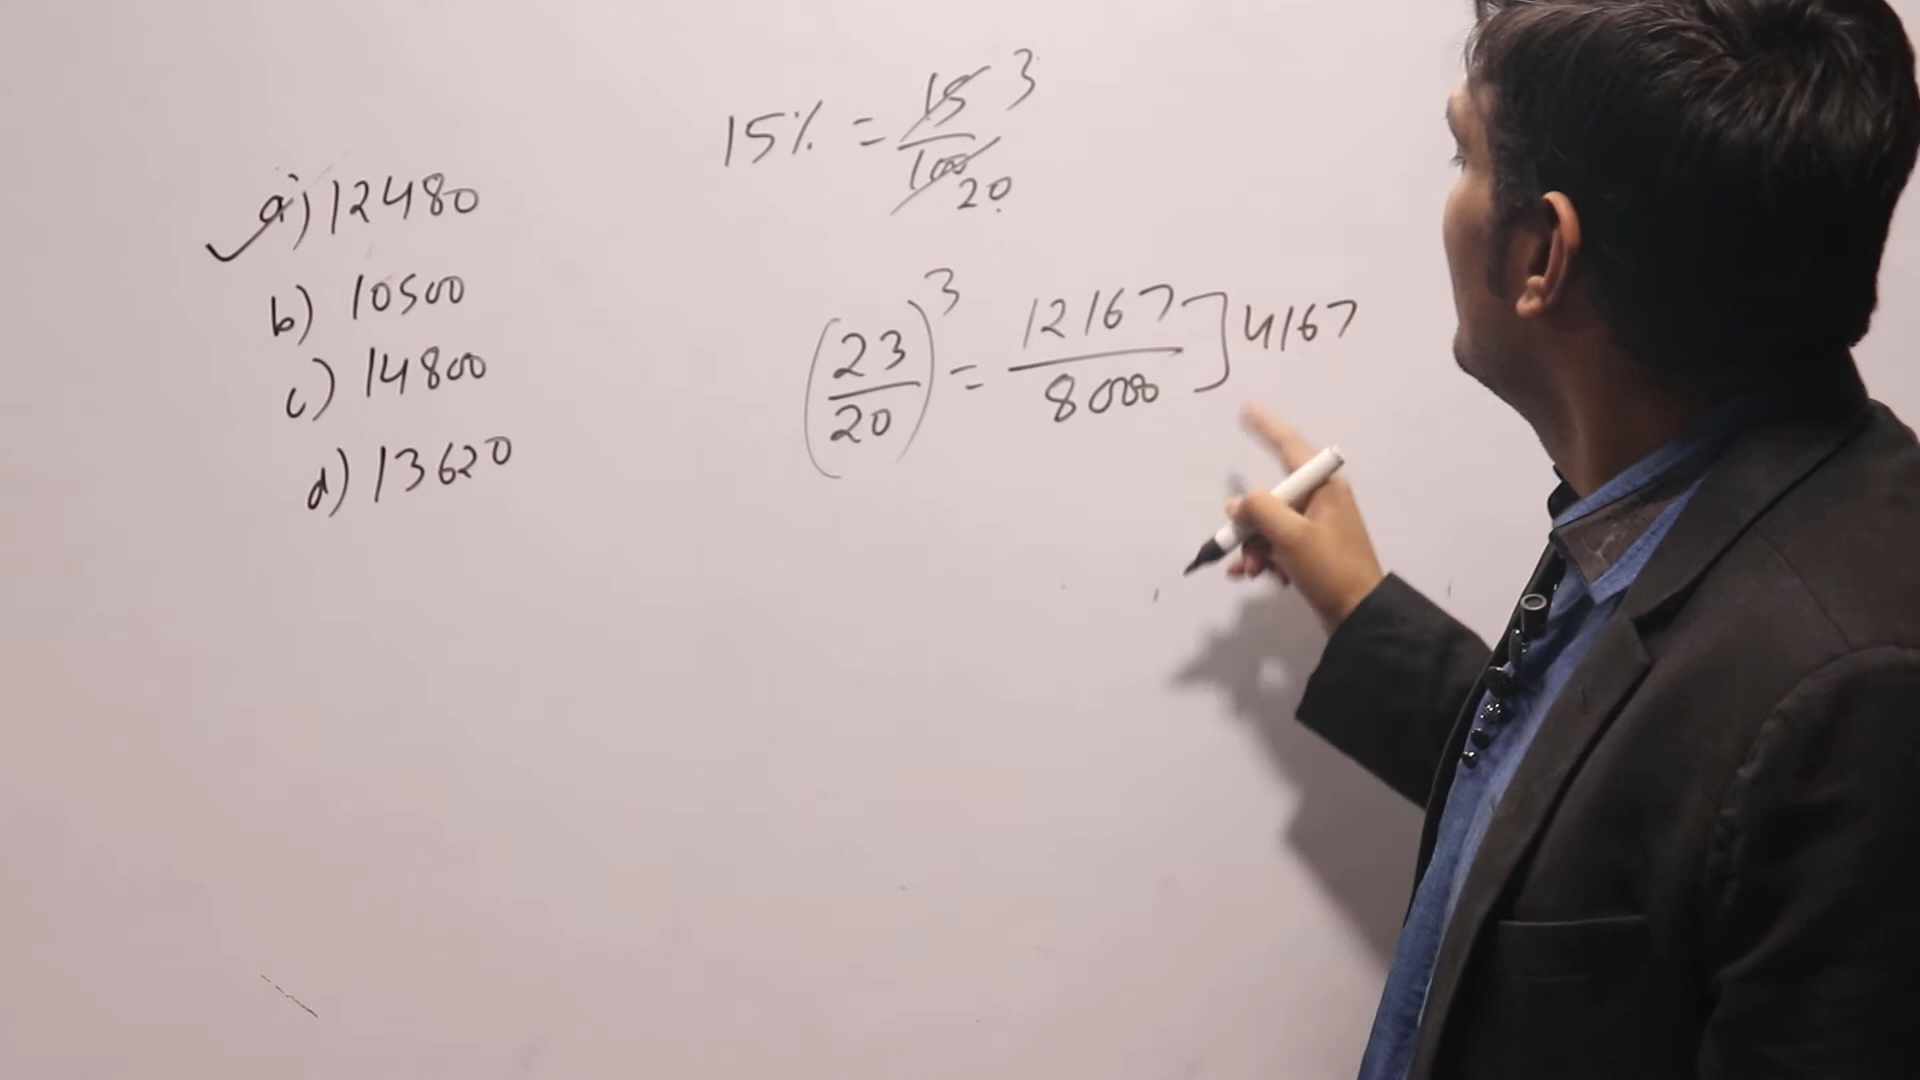 a) 12480
b) 10500
c) 14800
d) 13620
15% = 15/100 3
20
(23/20)^3 = 12167/8000 ] 4167